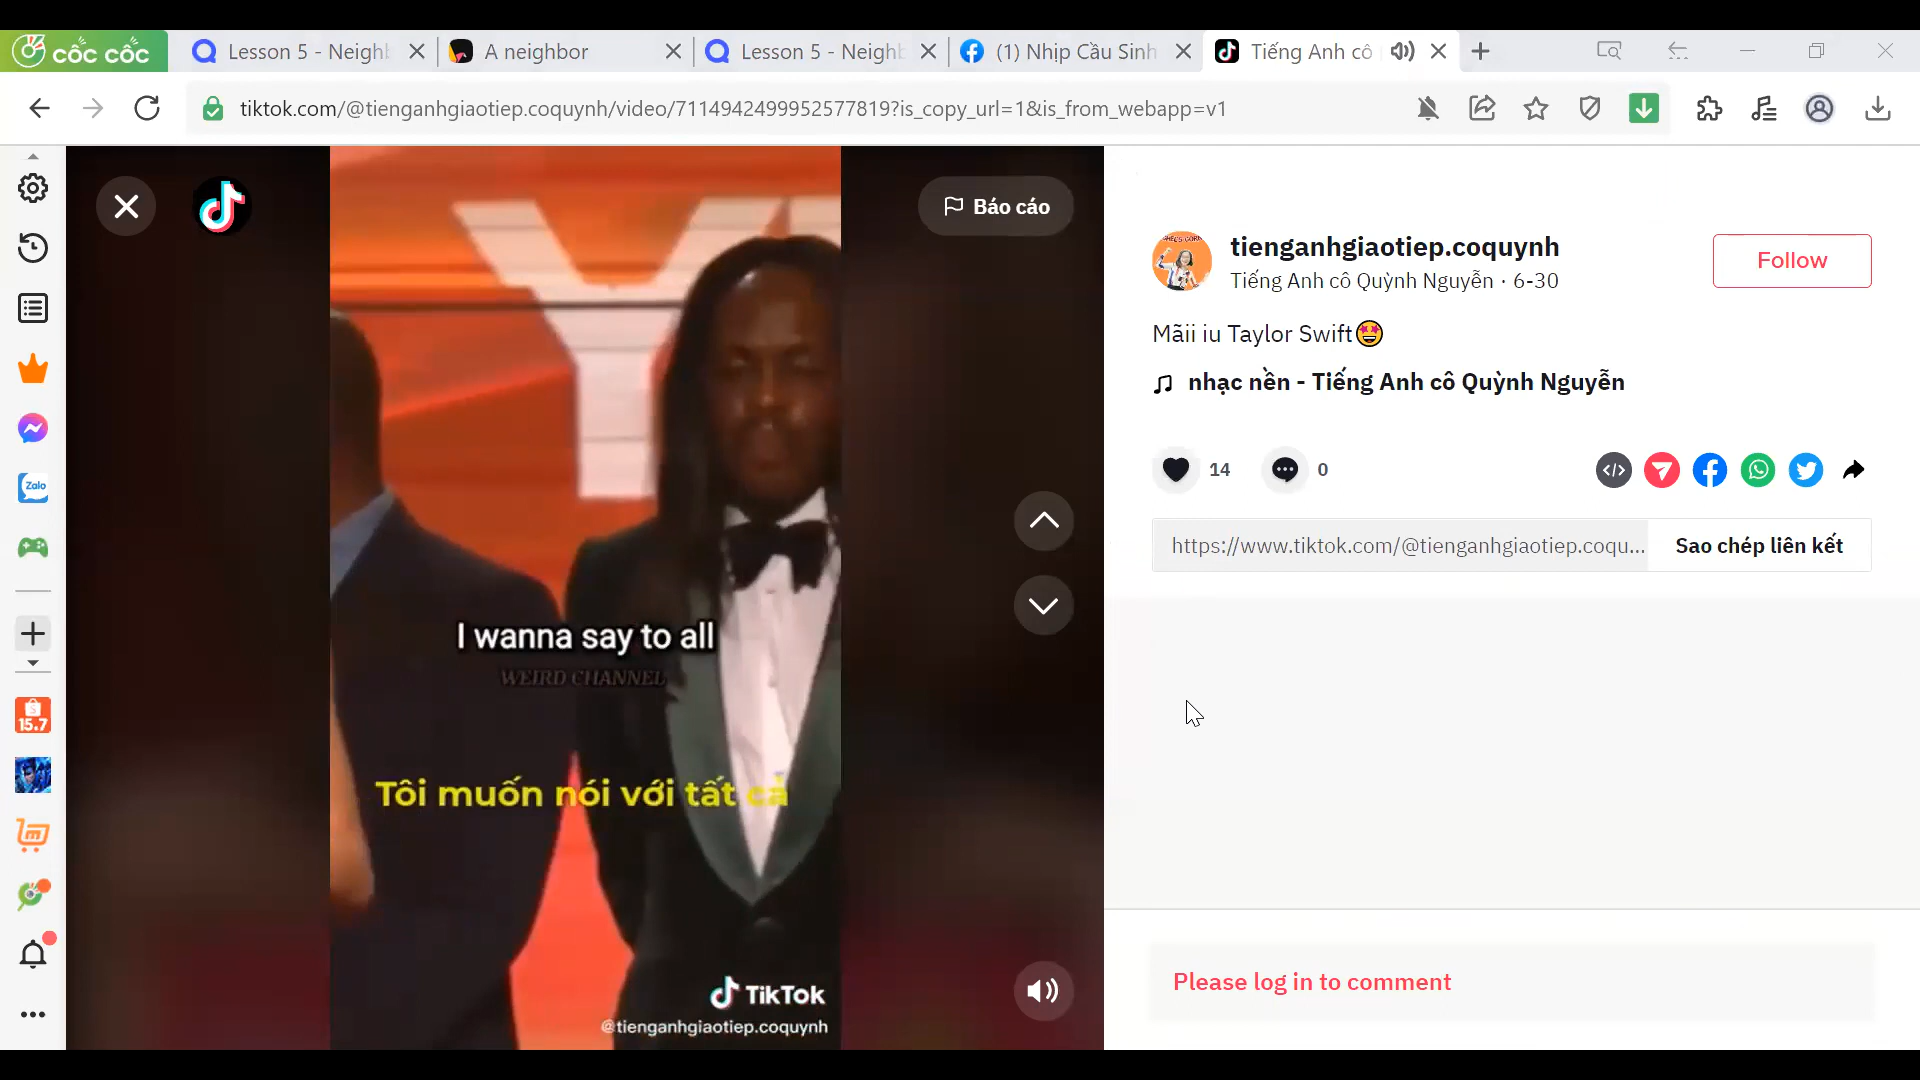 cốc cốc
Lesson 5 - Neighb
A neighbor
Lesson 5 - Neighb
(1) Nhịp Cầu Sinh
Tiếng Anh cô
tiktok.com/@tienganhgiaotiep.coquynh/video/7114942499952577819?is_copy_url=1&is_from_webapp=v1
Báo cáo
tienganhgiaotiep.coquynh
Tiếng Anh cô Quỳnh Nguyễn · 6-30
Follow
Mãii iu Taylor Swift🤩
nhạc nền - Tiếng Anh cô Quỳnh Nguyễn
14
0
https://www.tiktok.com/@tienganhgiaotiep.coqu...
Sao chép liên kết
Zalo
15.7
I wanna say to all
WEIRD CHANNEL
Tôi muốn nói với tất cả
TikTok
@tienganhgiaotiep.coquynh
Please log in to comment